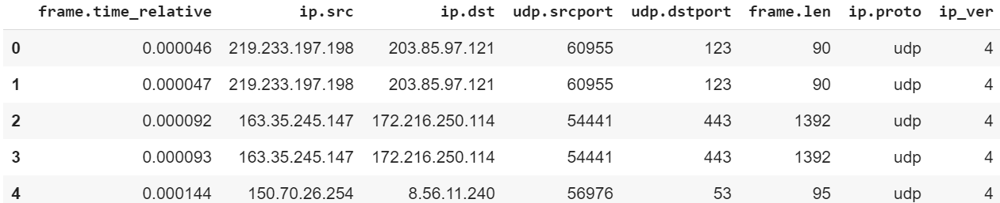 frame.time_relative ip.src ip.dst udp.srcport udp.dstport frame.len ip.proto ip_ver
0 0.000046 219.233.197.198 203.85.97.121 60955 123 90 udp 4
1 0.000047 219.233.197.198 203.85.97.121 60955 123 90 udp 4
2 0.000092 163.35.245.147 172.216.250.114 54441 443 1392 udp 4
3 0.000093 163.35.245.147 172.216.250.114 54441 443 1392 udp 4
4 0.000144 150.70.26.254 8.56.11.240 56976 53 95 udp 4